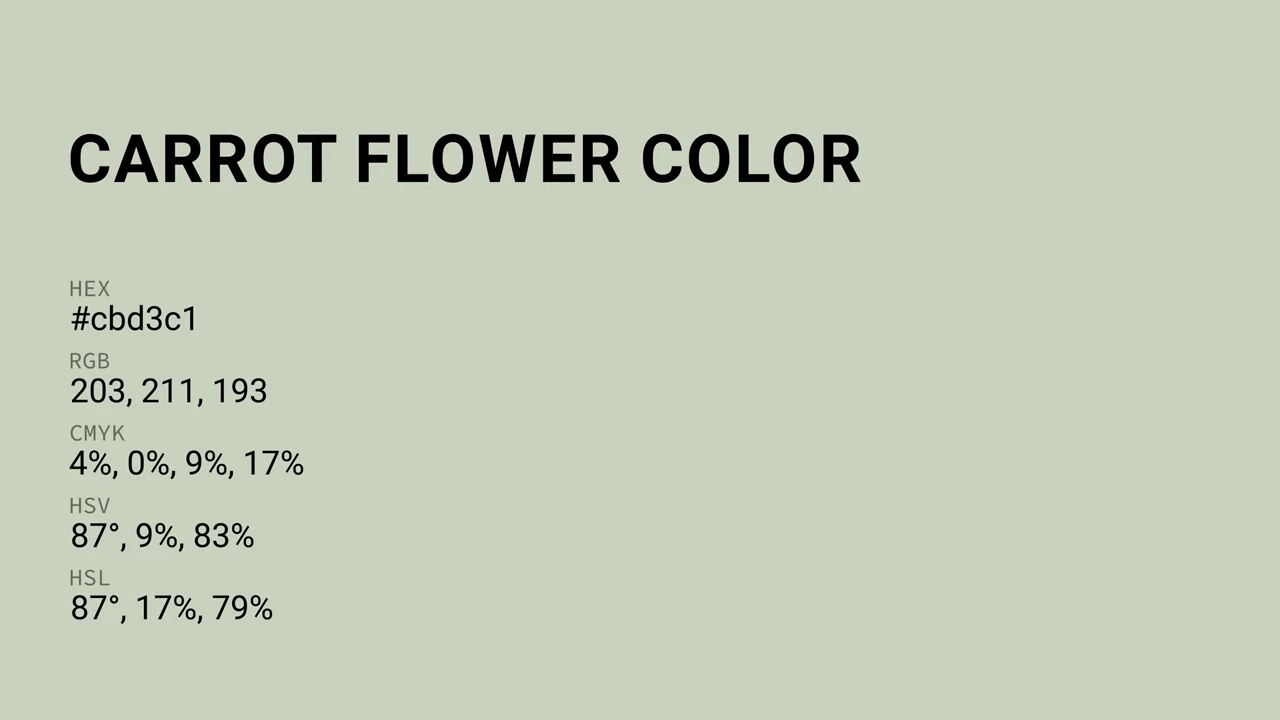 CARROT FLOWER COLOR
HEX
#cbd3c1
RGB
203, 211, 193
CMYK
4%, 0%, 9%, 17%
HSV
87°, 9%, 83%
HSL
87°, 17%, 79%